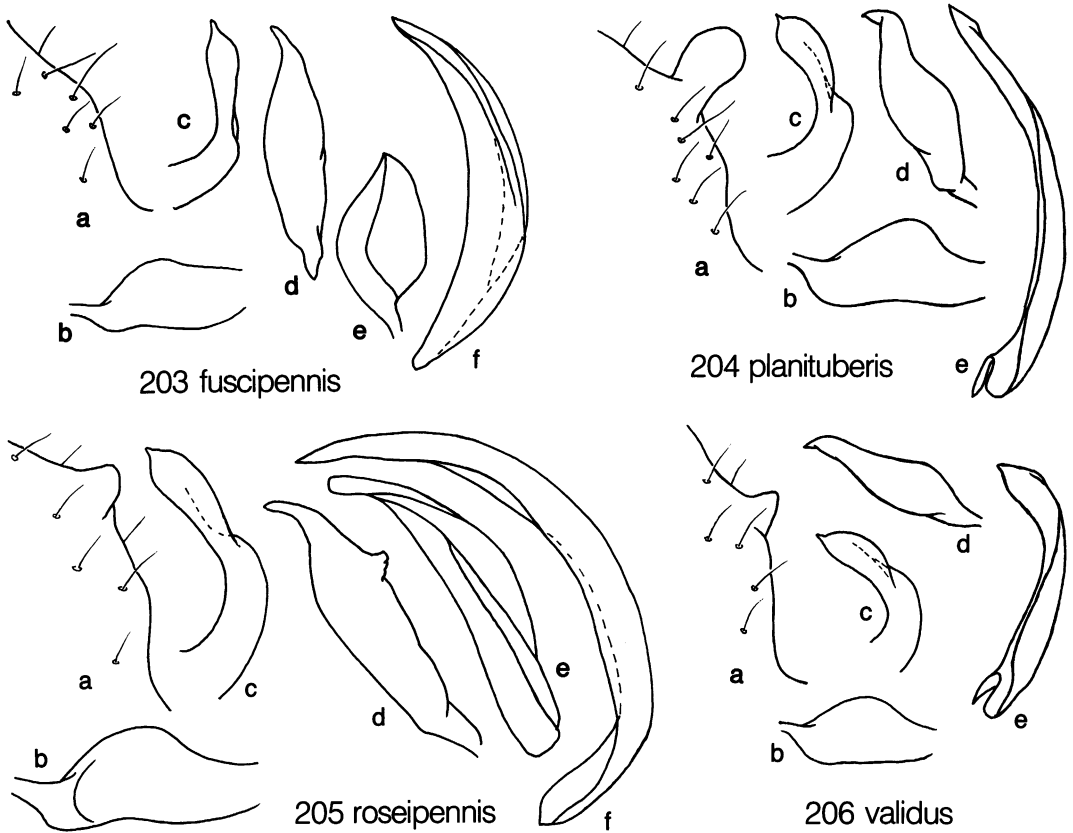 c
a
d
b
e
f
203 fuscipennis
c
d
a
b
e
204 planituberis
a
c
e
d
b
f
205 roseipennis
d
c
a
e
b
206 validus